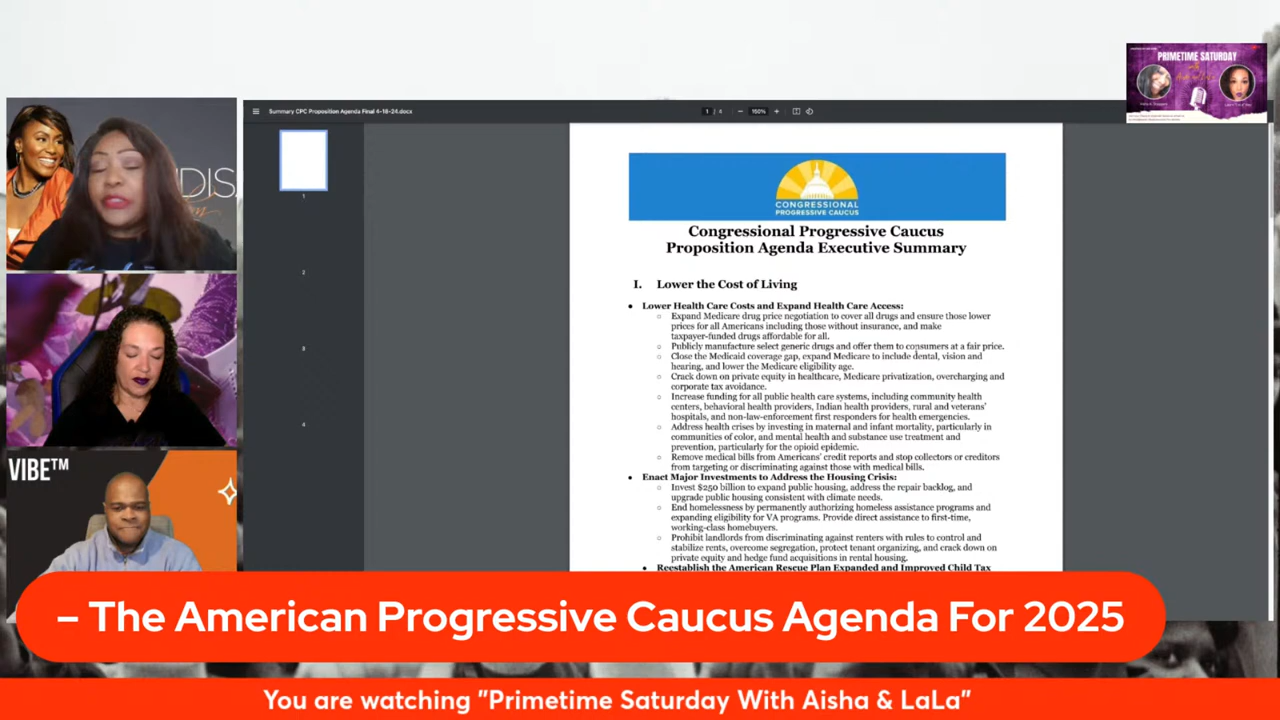 PRIMETIME SATURDAY
with
Summary CPC Proposition Agenda Final 4-18-24.docx
1 / 4
150%
DISA
CONGRESSIONAL
PROGRESSIVE CAUCUS
Congressional Progressive Caucus
Proposition Agenda Executive Summary
I. Lower the Cost of Living
• Lower Health Care Costs and Expand Health Care Access:
○ Expand Medicare drug price negotiation to cover all drugs and ensure those lower
prices for all Americans including those without insurance, and make
taxpayer-funded drugs affordable for all.
○ Publicly manufacture select generic drugs and offer them to consumers at a fair price.
○ Close the Medicaid coverage gap, expand Medicare to include dental, vision and
hearing, and lower the Medicare eligibility age.
○ Crack down on private equity in healthcare, Medicare privatization, overcharging and
corporate tax avoidance.
○ Increase funding for all public health care systems, including community health
centers, behavioral health providers, Indian health providers, rural and veterans'
hospitals, and non-law-enforcement first responders for health emergencies.
○ Address health crises by investing in maternal and infant mortality, particularly in
communities of color, and mental health and substance use treatment and
prevention, particularly for the opioid epidemic.
○ Remove medical bills from Americans' credit reports and stop collectors or creditors
from targeting or discriminating against those with medical bills.
• Enact Major Investments to Address the Housing Crisis:
○ Invest $250 billion to expand public housing, address the repair backlog, and
upgrade public housing consistent with climate needs.
○ End homelessness by permanently authorizing homeless assistance programs and
expanding eligibility for VA programs. Provide direct assistance to first-time,
working-class homebuyers.
○ Prohibit landlords from discriminating against renters with rules to control and
stabilize rents, overcome segregation, protect tenant organizing, and crack down on
private equity and hedge fund acquisitions in rental housing.
• Reestablish the American Rescue Plan Expanded and Improved Child Tax
1
2
3
4
VIBE™
– The American Progressive Caucus Agenda For 2025
You are watching "Primetime Saturday With Aisha & LaLa"